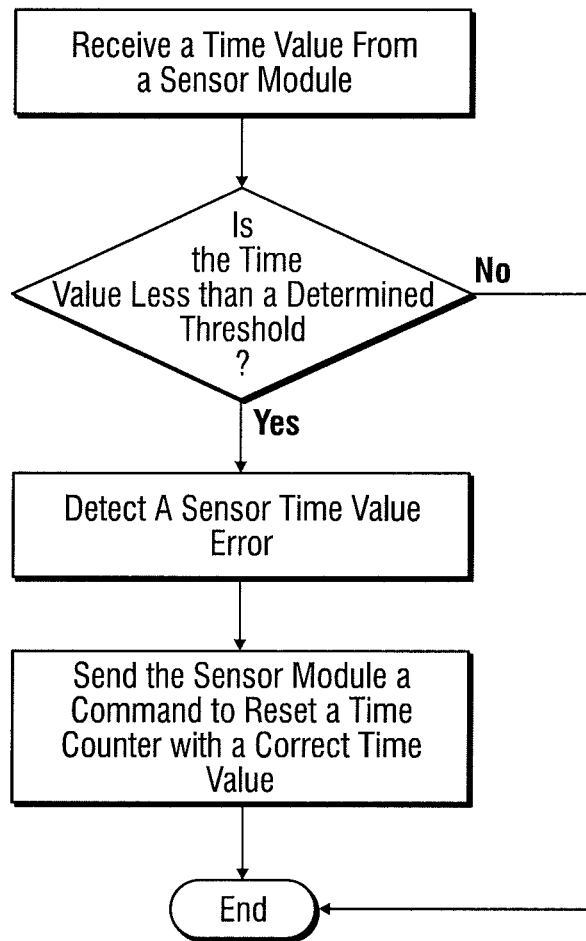 Receive a Time Value From
a Sensor Module
Is
the Time
Value Less than a Determined
Threshold
?
No
Yes
Detect A Sensor Time Value
Error
Send the Sensor Module a
Command to Reset a Time
Counter with a Correct Time
Value
End